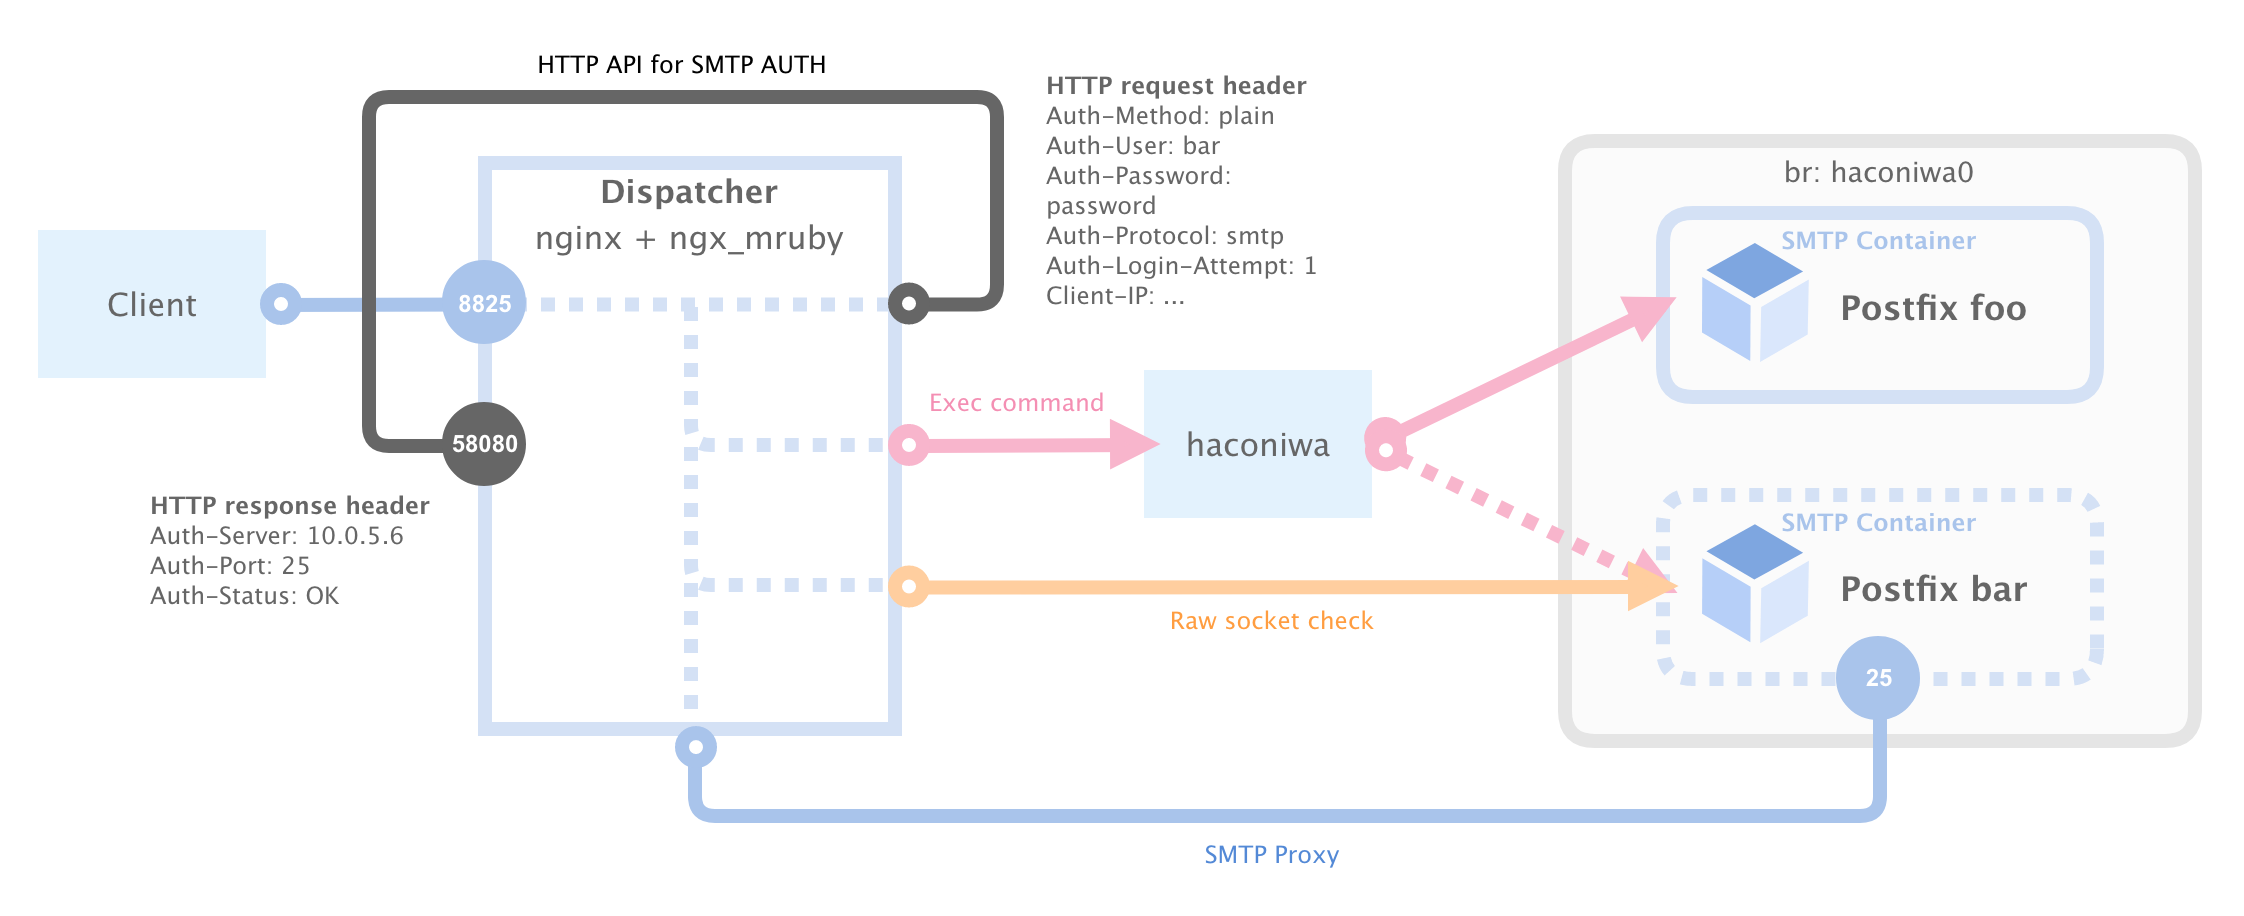 HTTP API for SMTP AUTH
HTTP request header
Auth-Method: plain
Auth-User: bar
Auth-Password:
password
Auth-Protocol: smtp
Auth-Login-Attempt: 1
Client-IP: ...
Dispatcher
nginx + ngx_mruby
Client
8825
58080
HTTP response header
Auth-Server: 10.0.5.6
Auth-Port: 25
Auth-Status: OK
Exec command
haconiwa
Raw socket check
br: haconiwa0
SMTP Container
Postfix foo
SMTP Container
Postfix bar
25
SMTP Proxy